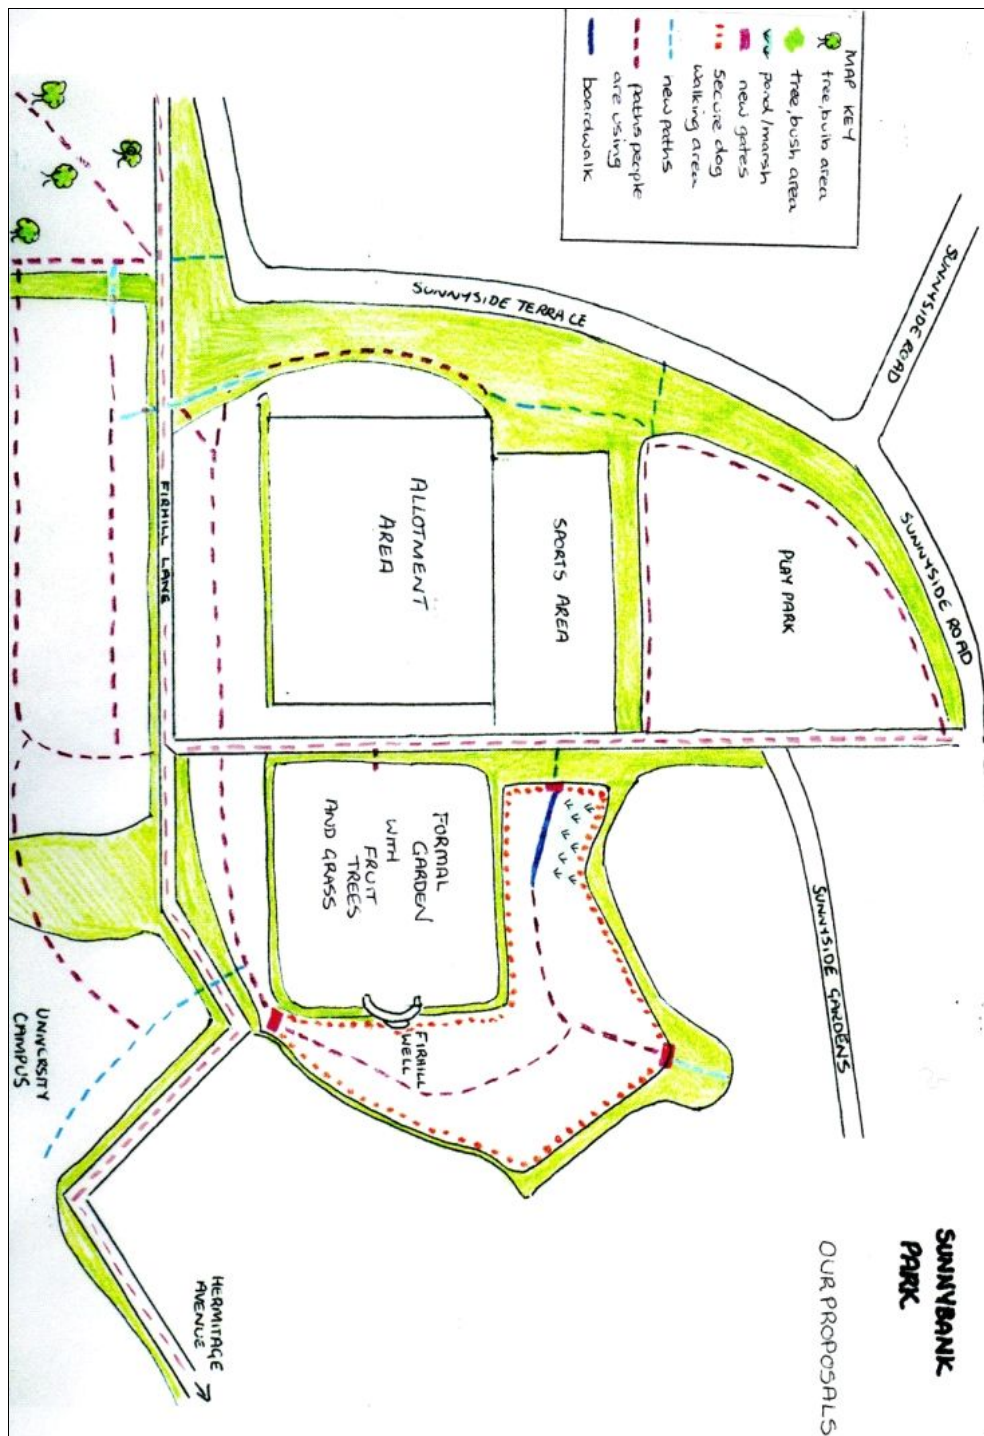 MAP KEY
tree, bulb area
tree, bush area
pond/marsh
new gates
secure dog
walking area
new paths
paths people
are using
boardwalk
SUNNYSIDE ROAD
SUNNYSIDE TERRACE
SUNNYSIDE ROAD
PLAY PARK
SPORTS AREA
ALLOTMENT
AREA
FIRHILL LANE
SUNNYSIDE GARDENS
FORMAL
GARDEN
WITH
FRUIT
TREES
AND GRASS
FIRHILL
WELL
UNIVERSITY
CAMPUS
HERMITAGE
AVENUE
SUNNYBANK
PARK
OUR PROPOSALS